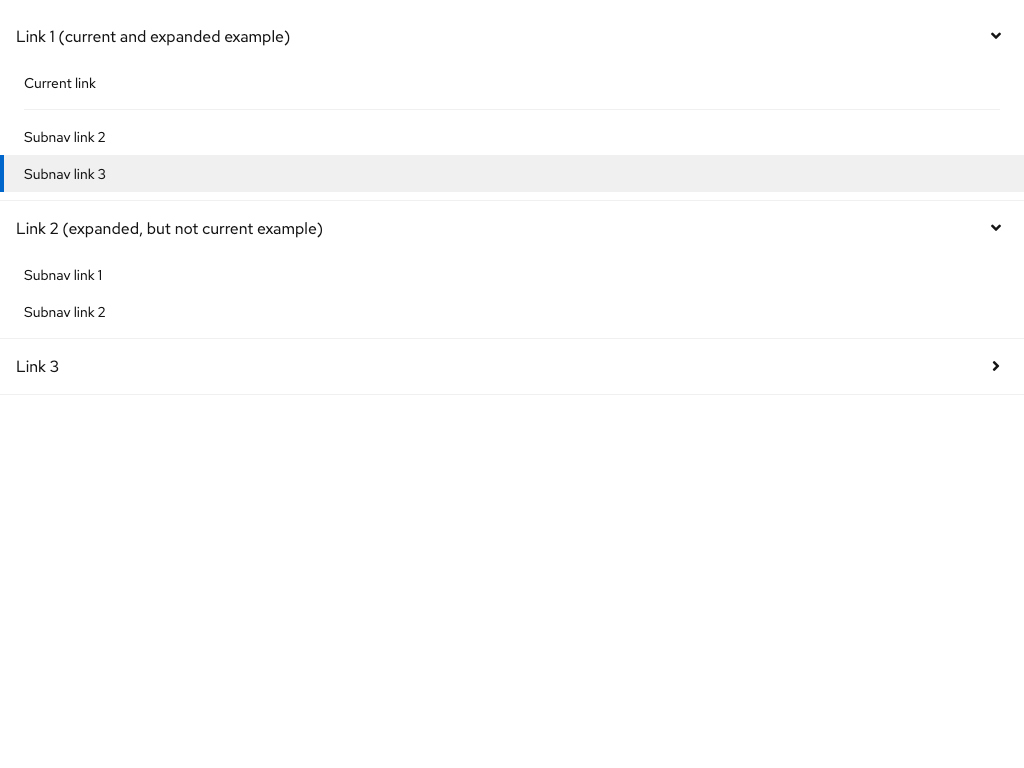 Link 1 (current and expanded example)
Current link
Subnav link 2
Subnav link 3
Link 2 (expanded, but not current example)
Subnav link 1
Subnav link 2
Link 3